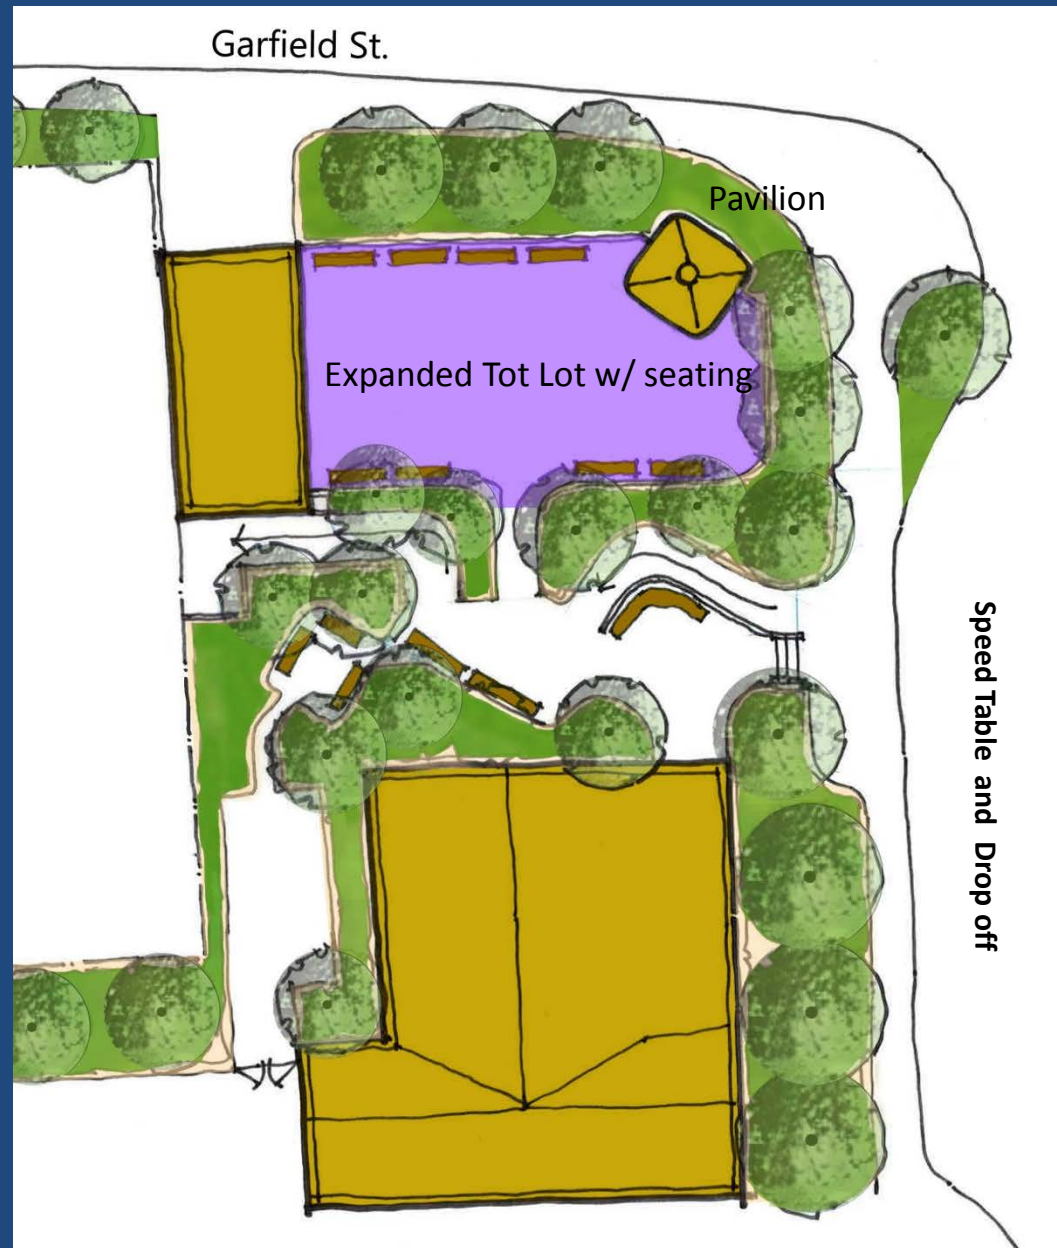 Garfield St.
Pavilion
Expanded Tot Lot w/ seating
Speed Table and Drop off